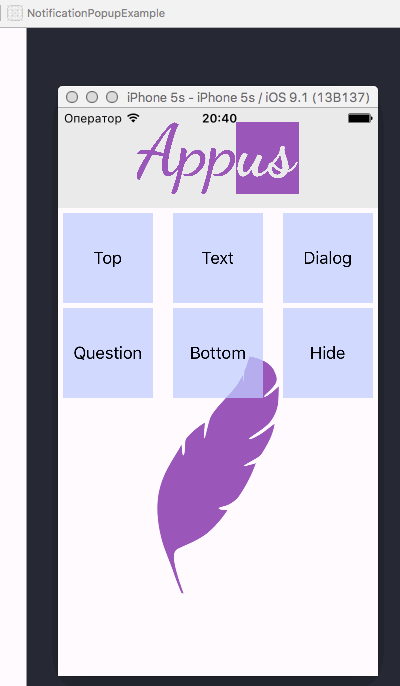 NotificationPopupExample
iPhone 5s - iPhone 5s / iOS 9.1 (13B137)
Оператор 20:40
Appus
Top Text Dialog
Question Bottom Hide